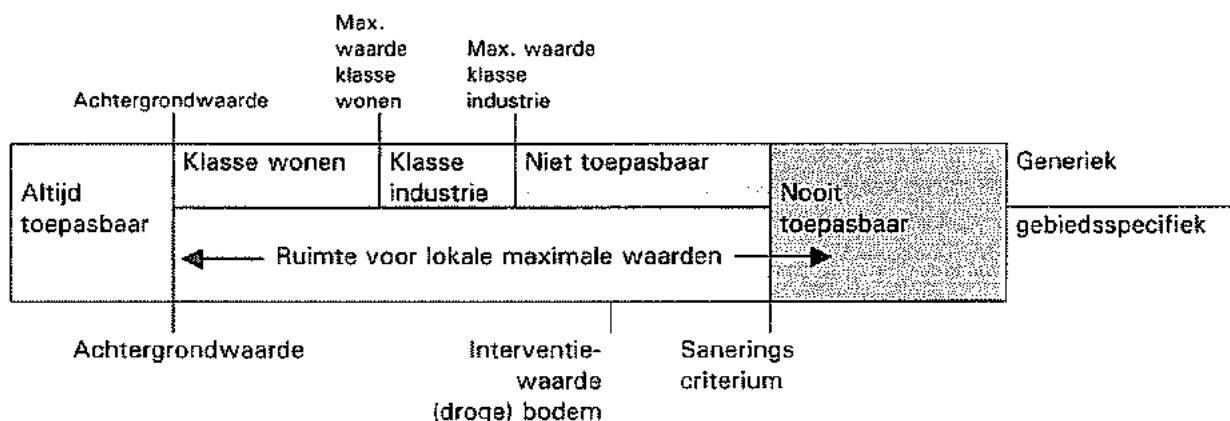 Max.
waarde
klasse
wonen
Max. waarde
klasse
industrie
Achtergrondwaarde
Altijd
toepasbaar
Klasse wonen
Klasse
industrie
Niet toepasbaar
Nooit
toepasbaar
Generiek
gebiedsspecifiek
Ruimte voor lokale maximale waarden
Achtergrondwaarde
Interventie-
waarde
(droge) bodem
Sanerings
criterium